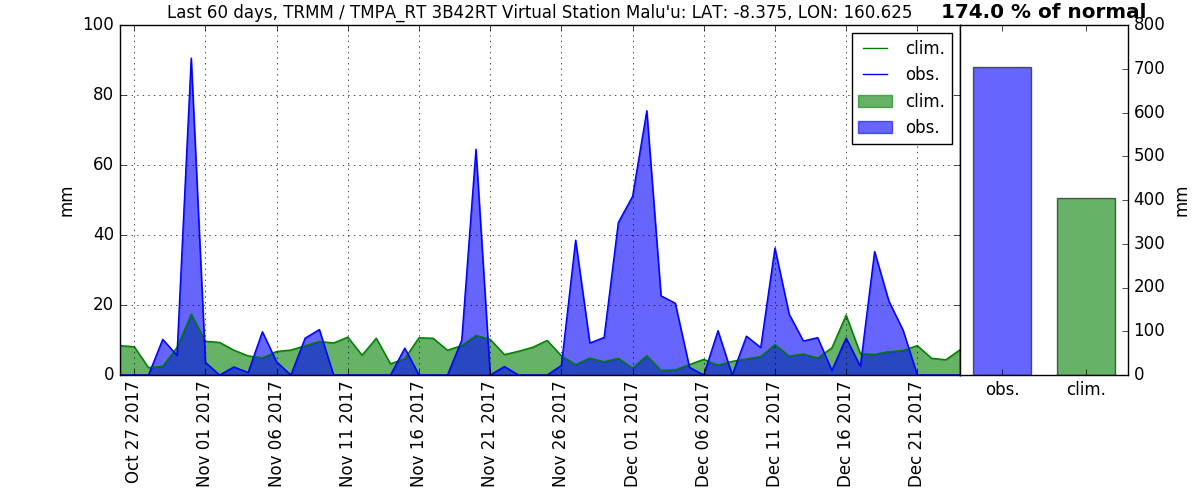 Last 60 days, TRMM / TMPA_RT 3B42RT Virtual Station Malu'u: LAT: -8.375, LON: 160.625
174.0 % of normal
100
80
60
40
20
0
mm
clim.
obs.
clim.
obs.
800
700
600
500
400
300
200
100
0
mm
obs.
clim.
Oct 27 2017
Nov 01 2017
Nov 06 2017
Nov 11 2017
Nov 16 2017
Nov 21 2017
Nov 26 2017
Dec 01 2017
Dec 06 2017
Dec 11 2017
Dec 16 2017
Dec 21 2017